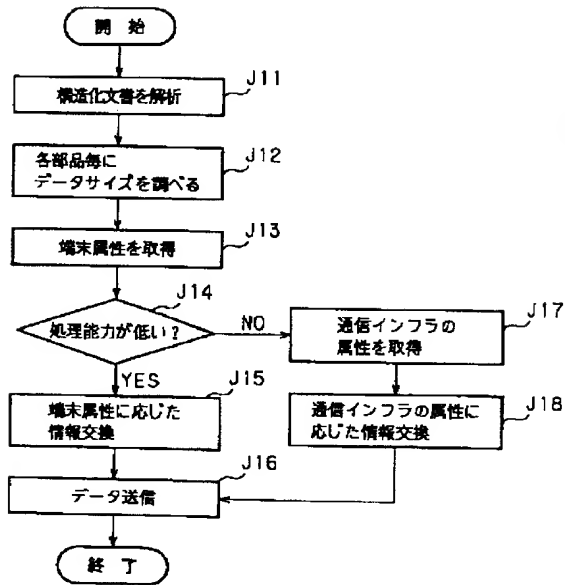 開 始
J11
構造化文書を解析
J12
各部品毎に
データサイズを調べる
J13
端末属性を取得
J14
処理能力が低い?
NO
J17
通信インフラの
属性を取得
YES
J15
端末属性に応じた
情報交換
J18
通信インフラの属性に
応じた情報交換
J16
データ送信
終 了